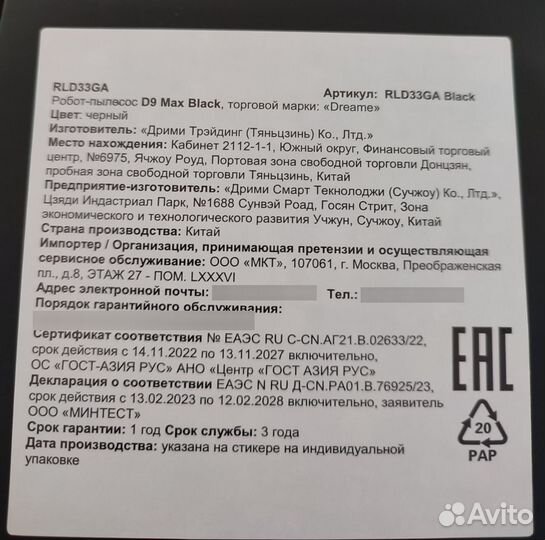 RLD33GA
Артикул: RLD33GA Black
Робот-пылесос D9 Max Black, торговой марки: «Dreame»
Цвет: черный
Изготовитель: «Дрими Трэйдинг (Тяньцзинь) Ко., Лтд.»
Место нахождения: Кабинет 2112-1-1, Южный округ, Финансовый торговый
центр, №6975, Ячжоу Роуд, Портовая зона свободной торговли Донцзян,
пробная зона свободной торговли Тяньцзинь, Китай
Предприятие-изготовитель: «Дрими Смарт Текнолоджи (Сучжоу) Ко., Лтд.»,
Цзяди Индастриал Парк, №1688 Сунвэй Роад, Госян Стрит, Зона
экономического и технологического развития Учжун, Сучжоу, Китай
Страна производства: Китай
Импортер / Организация, принимающая претензии и осуществляющая
сервисное обслуживание: ООО «МКТ», 107061, г. Москва, Преображенская
пл., д.8, ЭТАЖ 27 - ПОМ. LXXXVI
Адрес электронной почты: Тел.:
Порядок гарантийного обслуживания:
Сертификат соответствия № ЕАЭС RU С-CN.АГ21.В.02633/22,
срок действия с 14.11.2022 по 13.11.2027 включительно,
ОС «ГОСТ-АЗИЯ РУС» АНО «Центр «ГОСТ АЗИЯ РУС»
Декларация о соответствии ЕАЭС N RU Д-CN.РА01.В.76925/23,
срок действия с 13.02.2023 по 12.02.2028 включительно, заявитель
ООО «МИНТЕСТ»
Срок гарантии: 1 год Срок службы: 3 года
Дата производства: указана на стикере на индивидуальной
упаковке
EAC
20
PAP
Avito